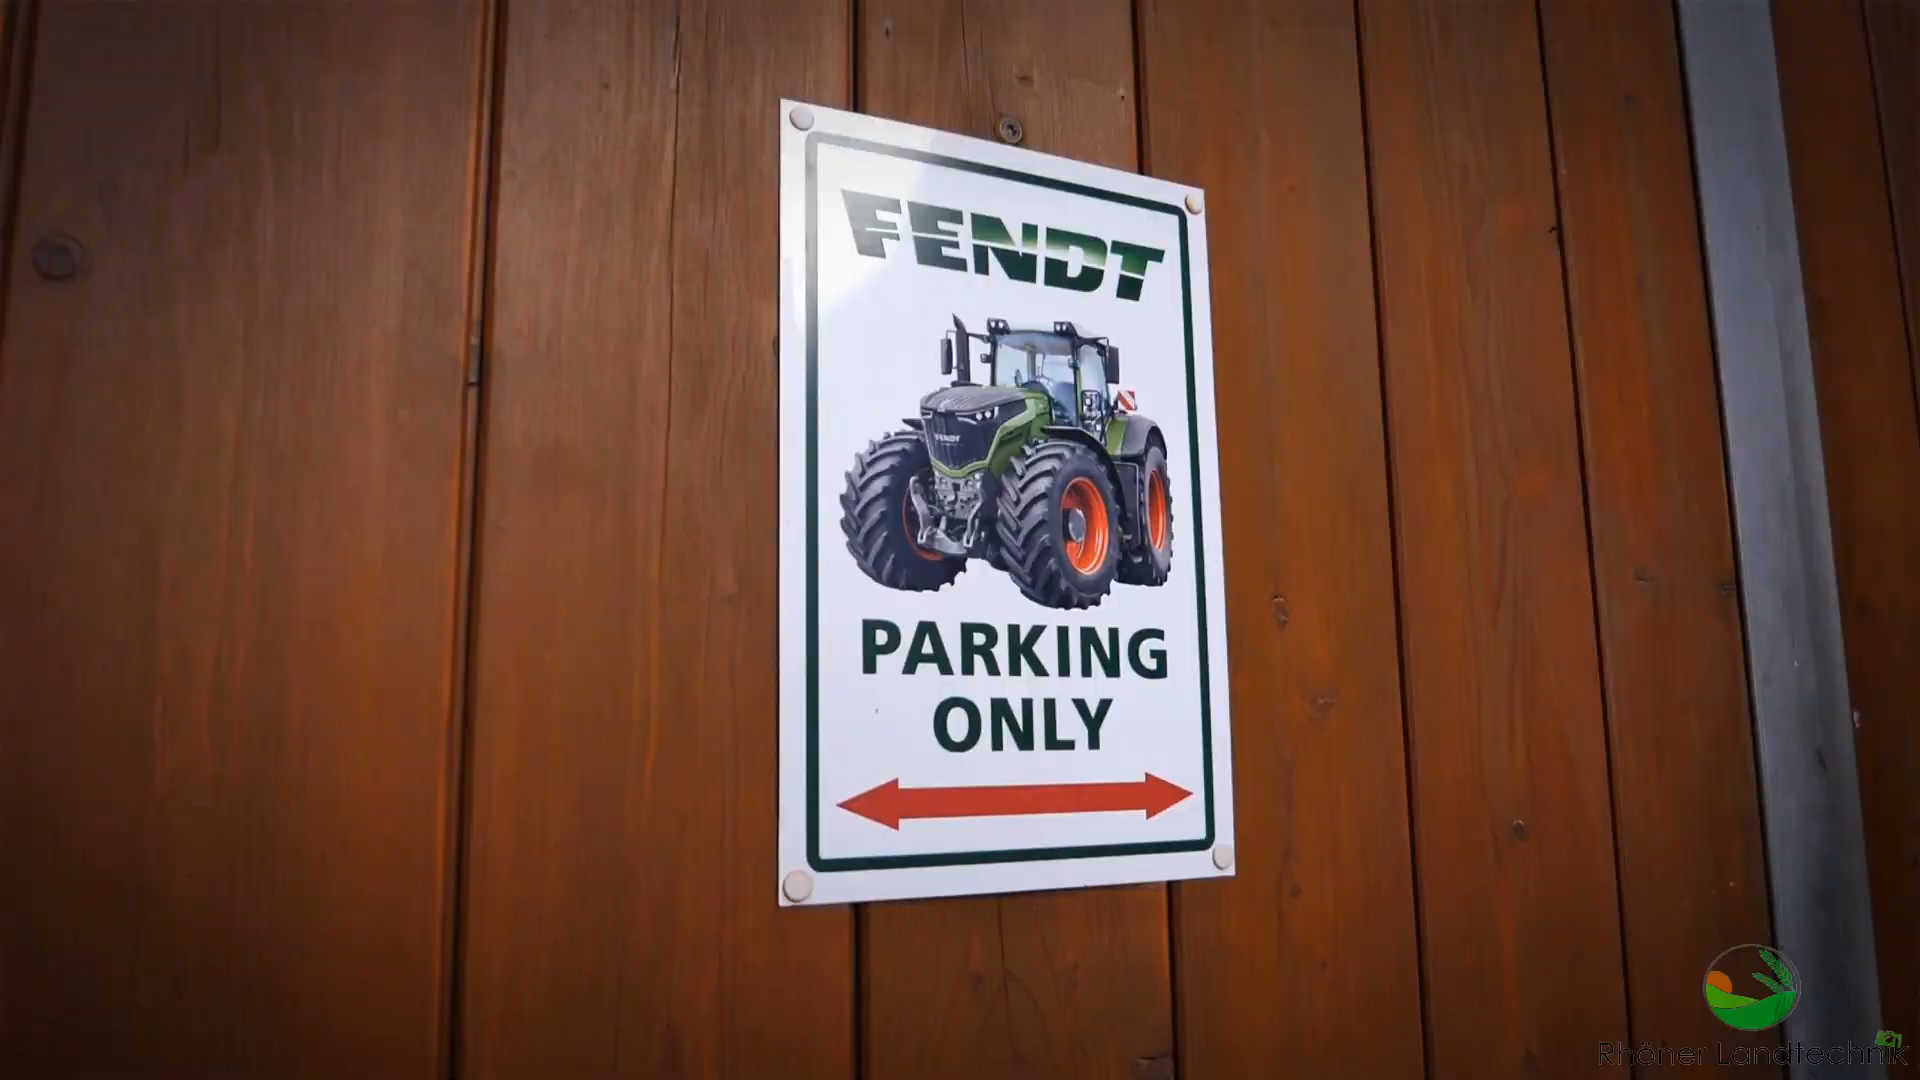 FENDT
FENDT
PARKING
ONLY
Rhöner Landtechnik